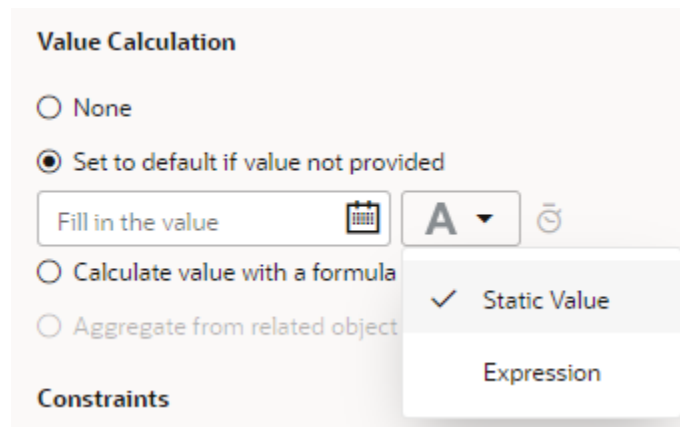 Value Calculation
None
Set to default if value not provided
Fill in the value A
Calculate value with a formula
Static Value
Aggregate from related object
Expression
Constraints